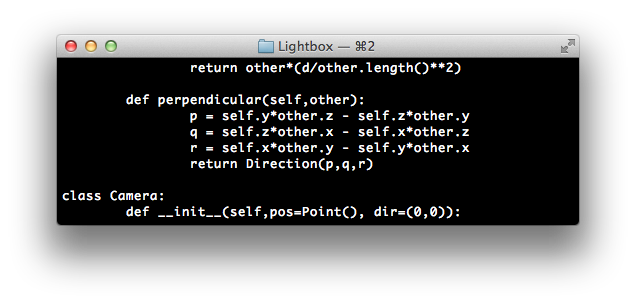 Lightbox — ⌘2
return other*(d/other.length()**2)
def perpendicular(self,other):
p = self.y*other.z - self.z*other.y
q = self.z*other.x - self.x*other.z
r = self.x*other.y - self.y*other.x
return Direction(p,q,r)
class Camera:
def __init__(self,pos=Point(), dir=(0,0)):